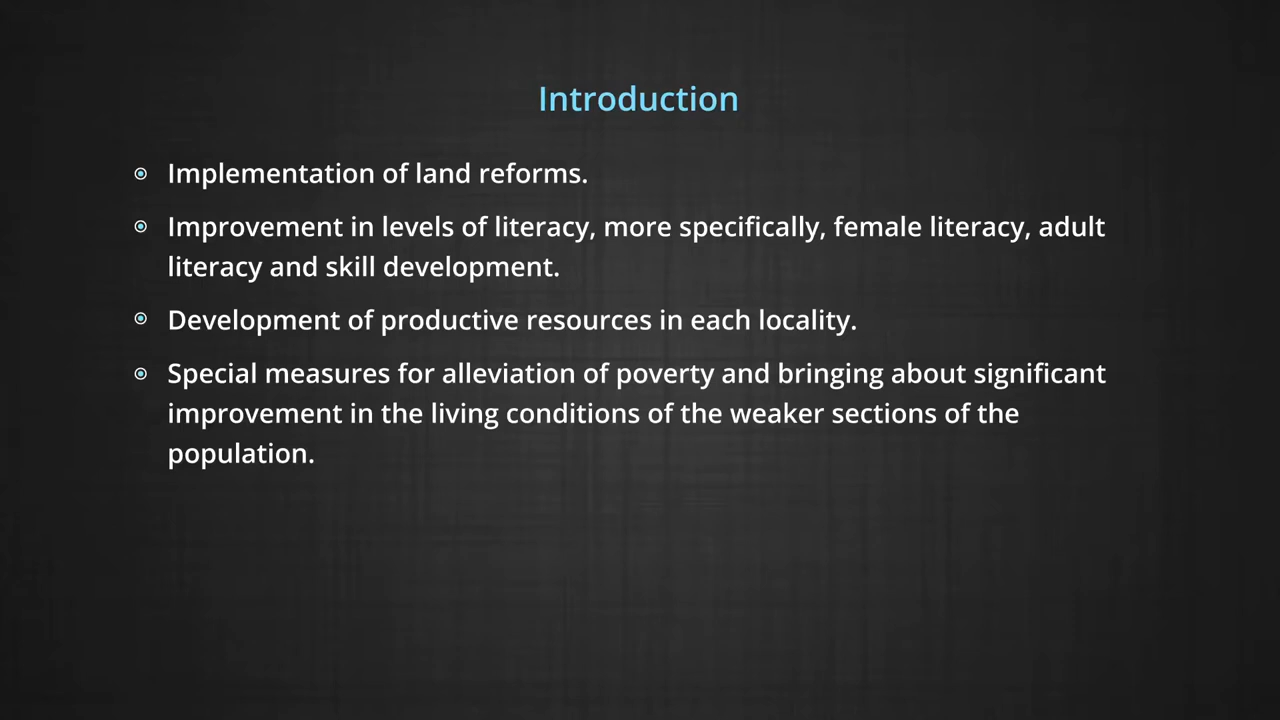 Introduction
Implementation of land reforms.
Improvement in levels of literacy, more specifically, female literacy, adult
literacy and skill development.
Development of productive resources in each locality.
Special measures for alleviation of poverty and bringing about significant
improvement in the living conditions of the weaker sections of the
population.